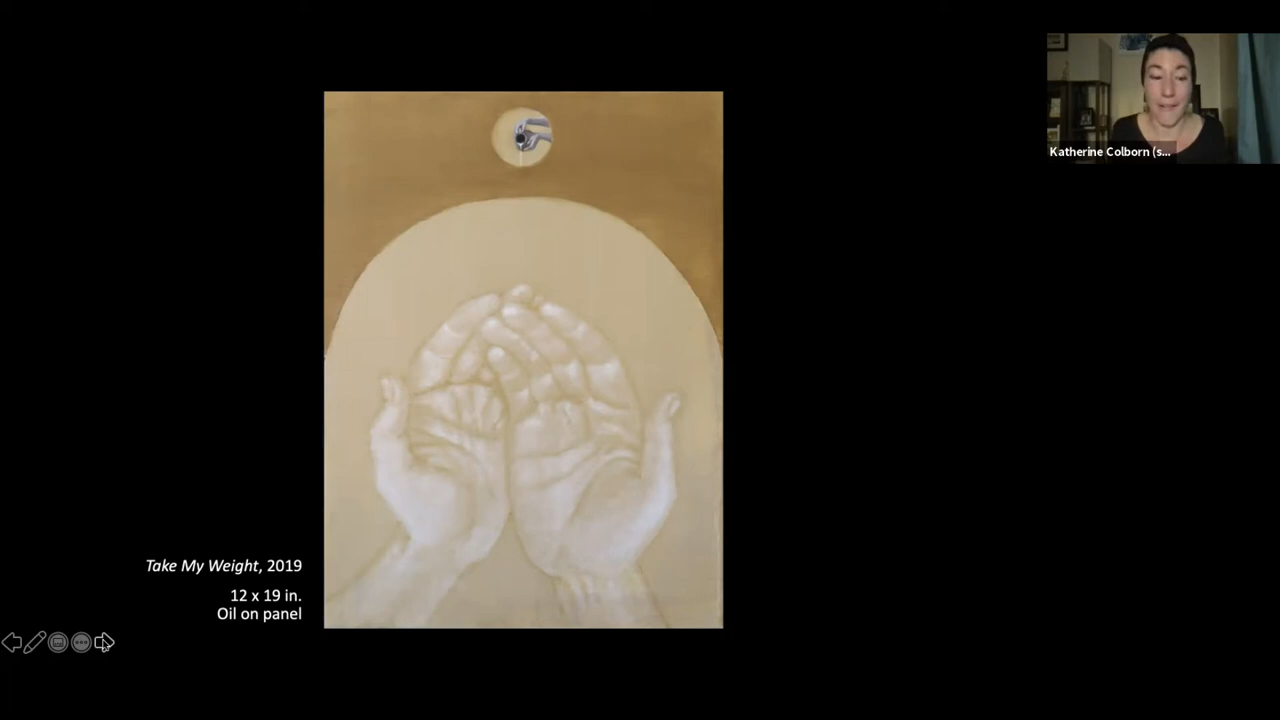 Katherine Colborn (s...
Take My Weight, 2019
12 x 19 in.
Oil on panel